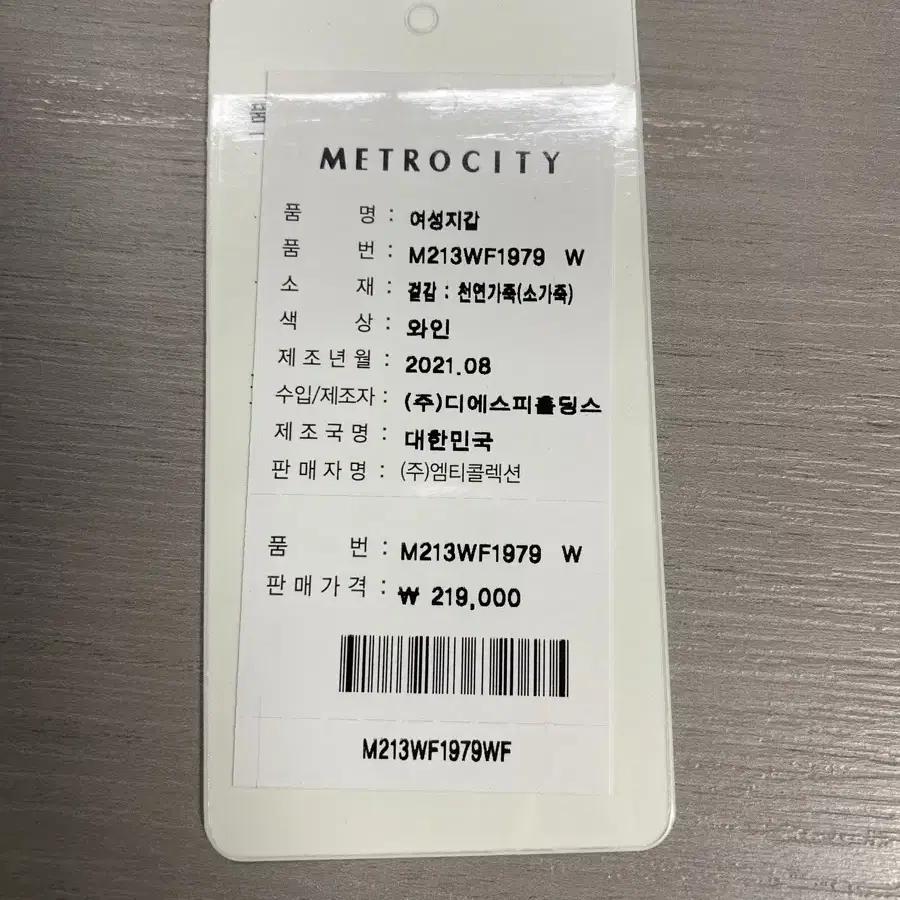 METROCITY
품 명 : 여성지갑
품 번 : M213WF1979 W
소 재 : 겉감 : 천연가죽(소가죽)
색 상 : 와인
제조년월 : 2021.08
수입/제조자 : (주)디에스피홀딩스
제조국명 : 대한민국
판매자명 : (주)엠티콜렉션
품 번 : M213WF1979 W
판매가격 : ₩ 219,000
M213WF1979WF